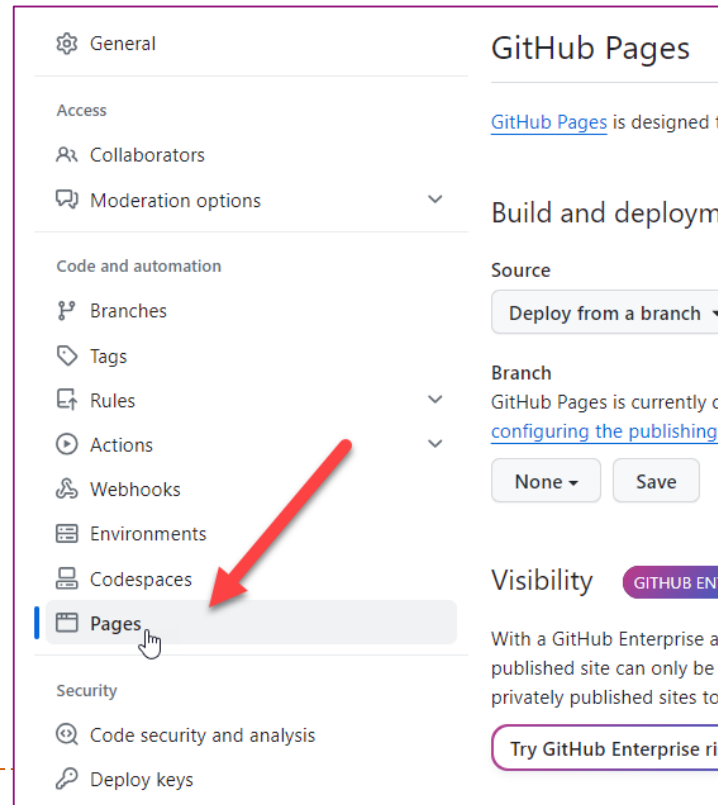 General
Access
Collaborators
Moderation options
Code and automation
Branches
Tags
Rules
Actions
Webhooks
Environments
Codespaces
Pages
Security
Code security and analysis
Deploy keys
GitHub Pages
GitHub Pages is designed
Build and deploym
Source
Deploy from a branch
Branch
GitHub Pages is currently
configuring the publishing
None Save
Visibility GITHUB EN
With a GitHub Enterprise a
published site can only be
privately published sites to
Try GitHub Enterprise ri